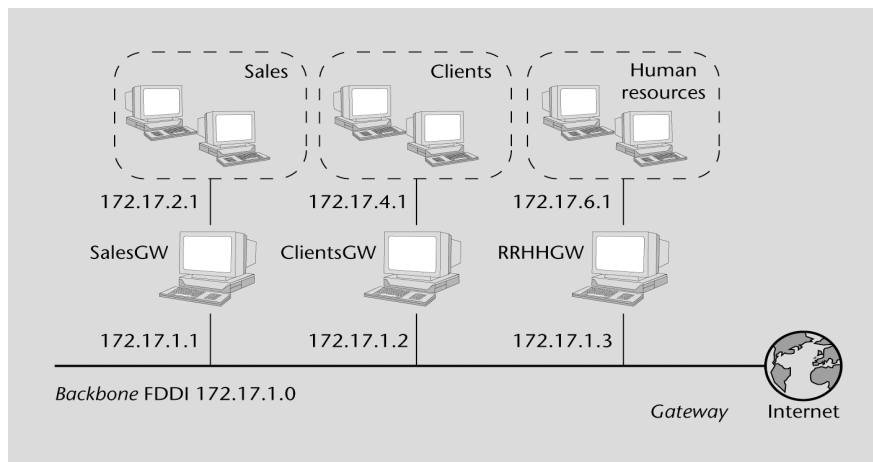 Sales
Clients
Human
resources
172.17.2.1
172.17.4.1
172.17.6.1
SalesGW
ClientsGW
RRHHGW
172.17.1.1
172.17.1.2
172.17.1.3
Backbone FDDI 172.17.1.0
Gateway
Internet